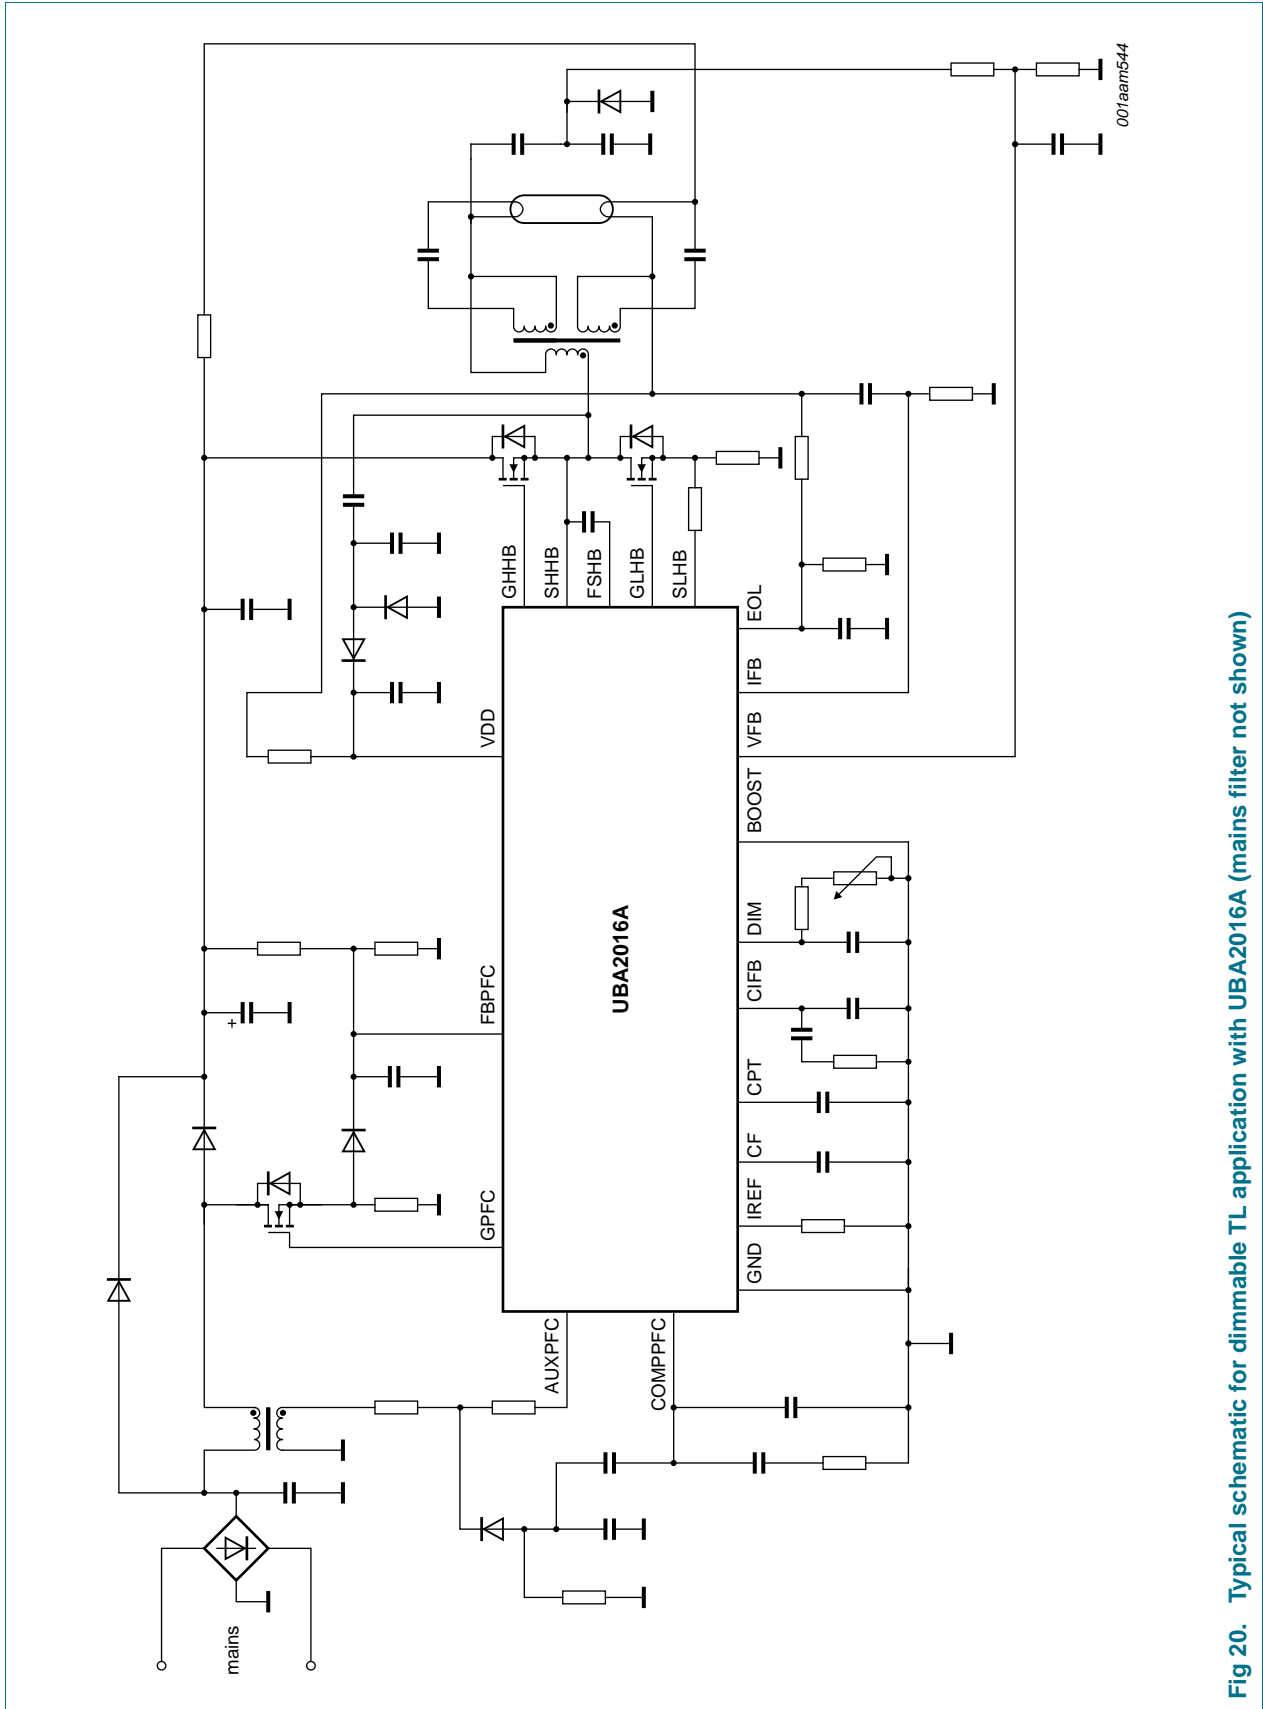 001aam544
GHHB
SHHB
FSHB
GLHB
SLHB
EOL
IFB
VFB
VDD
BOOST
DIM
CIFB
CPT
CF
IREF
GND
FBPFC
GPFC
UBA2016A
AUXPFC
COMPPFC
+
mains
Fig 20. Typical schematic for dimmable TL application with UBA2016A (mains filter not shown)